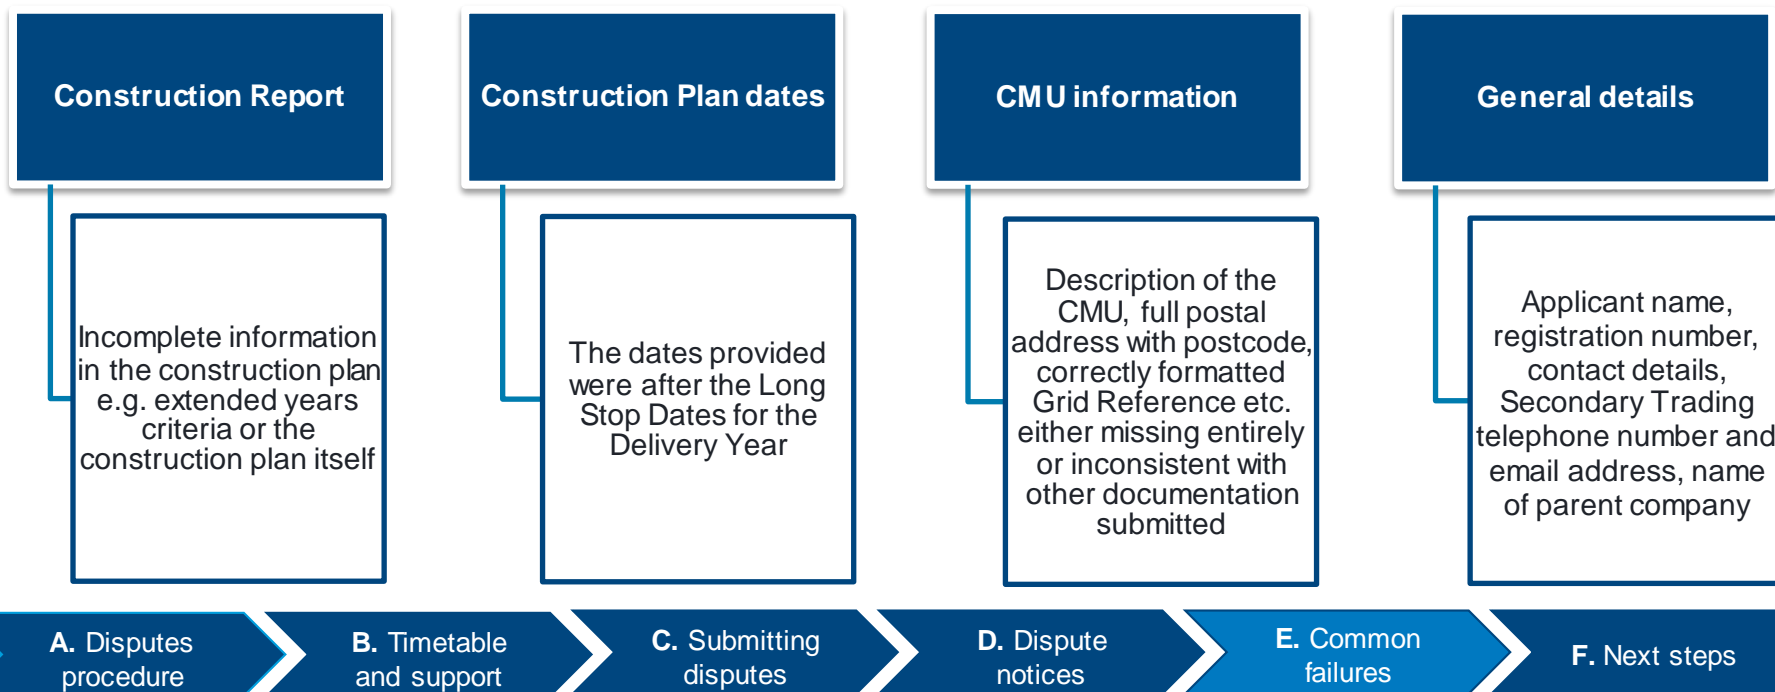 Construction Report
Incomplete information
in the construction plan
e.g. extended years
criteria or the
construction plan itself
Construction Plan dates
The dates provided
were after the Long
Stop Dates for the
Delivery Year
CMU information
Description of the
CMU, full postal
address with postcode,
correctly formatted
Grid Reference etc.
either missing entirely
or inconsistent with
other documentation
submitted
General details
Applicant name,
registration number,
contact details,
Secondary Trading
telephone number and
email address, name
of parent company
A. Disputes
procedure
B. Timetable
and support
C. Submitting
disputes
D. Dispute
notices
E. Common
failures
F. Next steps